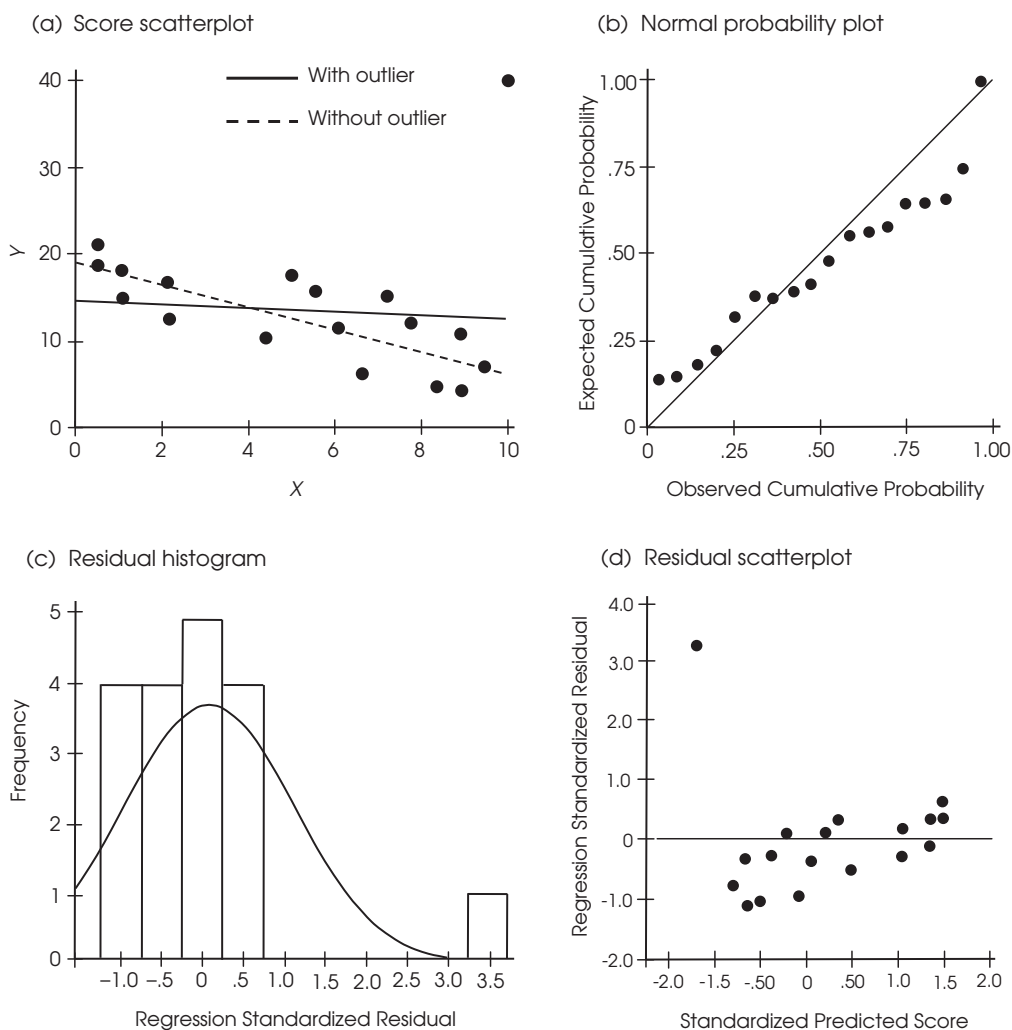 (a) Score scatterplot
40
30
20
10
0
Y
With outlier
Without outlier
0 2 4 6 8 10
X
(b) Normal probability plot
1.00
.75
.50
.25
0
Expected Cumulative Probability
0 .25 .50 .75 1.00
Observed Cumulative Probability
(c) Residual histogram
5
4
3
2
1
0
Frequency
–1.0 –.5 0 .5 1.0 1.5 2.0 2.5 3.0 3.5
Regression Standardized Residual
(d) Residual scatterplot
4.0
3.0
2.0
1.0
0
-1.0
-2.0
Regression Standardized Residual
-2.0 -1.5 -.50 0 .50 1.0 1.5 2.0
Standardized Predicted Score